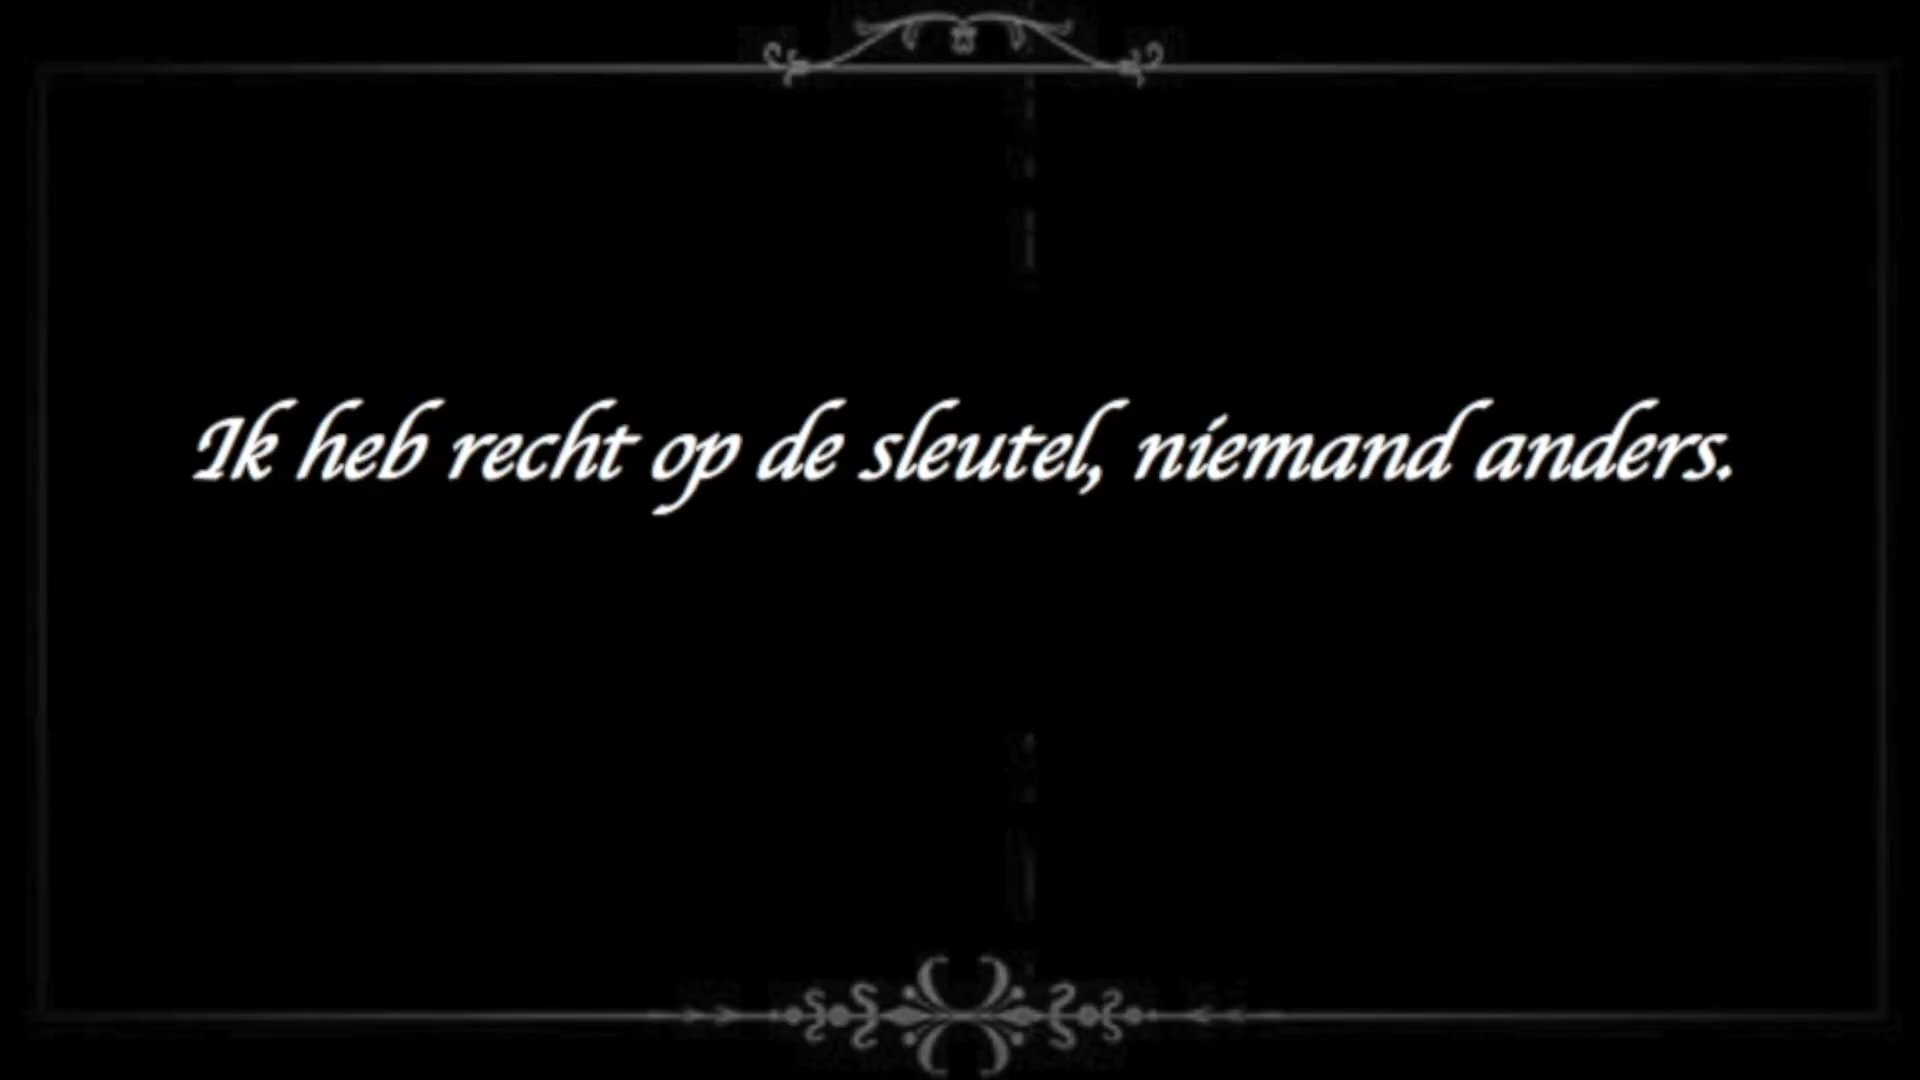 Ik heb recht op de sleutel, niemand anders.